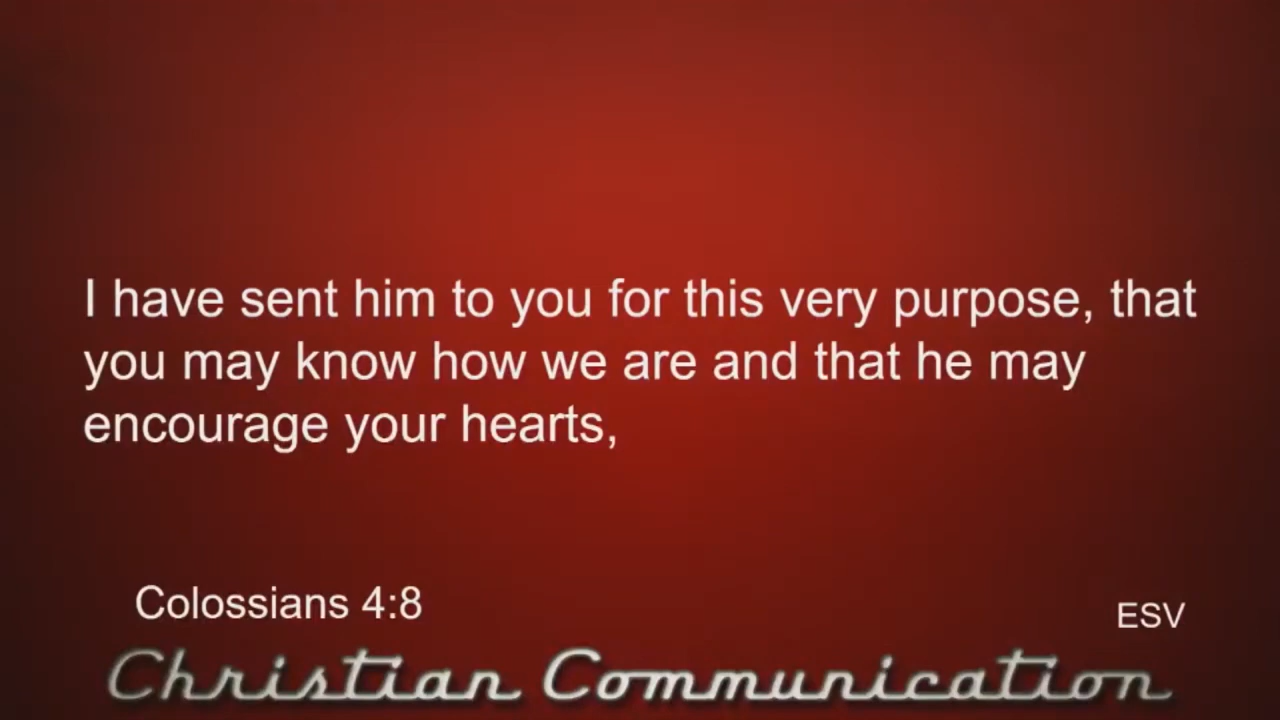 I have sent him to you for this very purpose, that
you may know how we are and that he may
encourage your hearts,
Colossians 4:8
ESV
Christian Communication